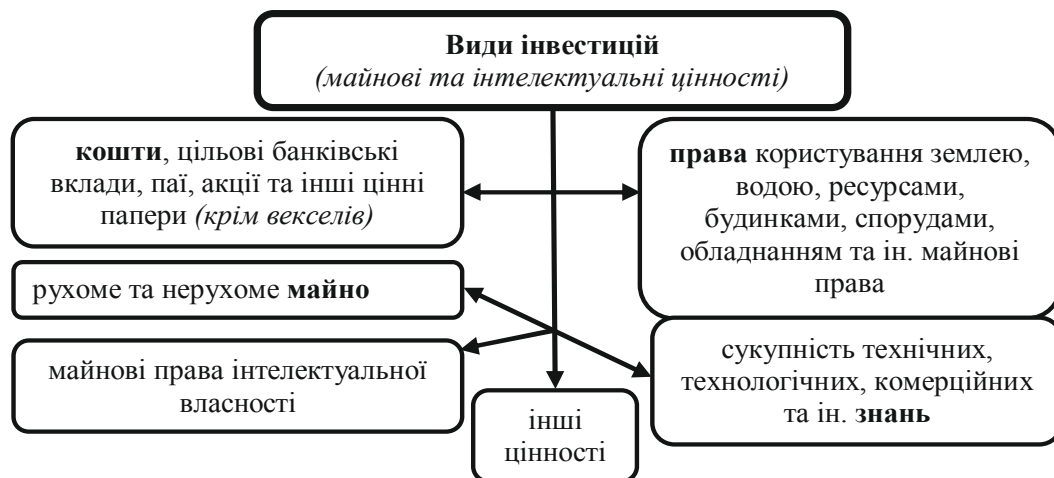 Види інвестицій
(майнові та інтелектуальні цінності)
кошти, цільові банківські
вклади, паї, акції та інші цінні
папери (крім векселів)
права користування землею,
водою, ресурсами,
будинками, спорудами,
обладнанням та ін. майнові
права
рухоме та нерухоме майно
майнові права інтелектуальної
власності
сукупність технічних,
технологічних, комерційних
та ін. знань
інші
цінності